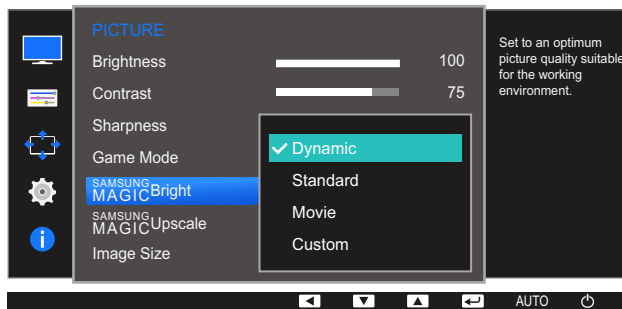 PICTURE
Brightness 100
Contrast 75
Sharpness
Game Mode
SAMSUNG
MAGICBright
SAMSUNG
MAGICUpscale
Image Size
Dynamic
Standard
Movie
Custom
Set to an optimum
picture quality suitable
for the working
environment.
AUTO